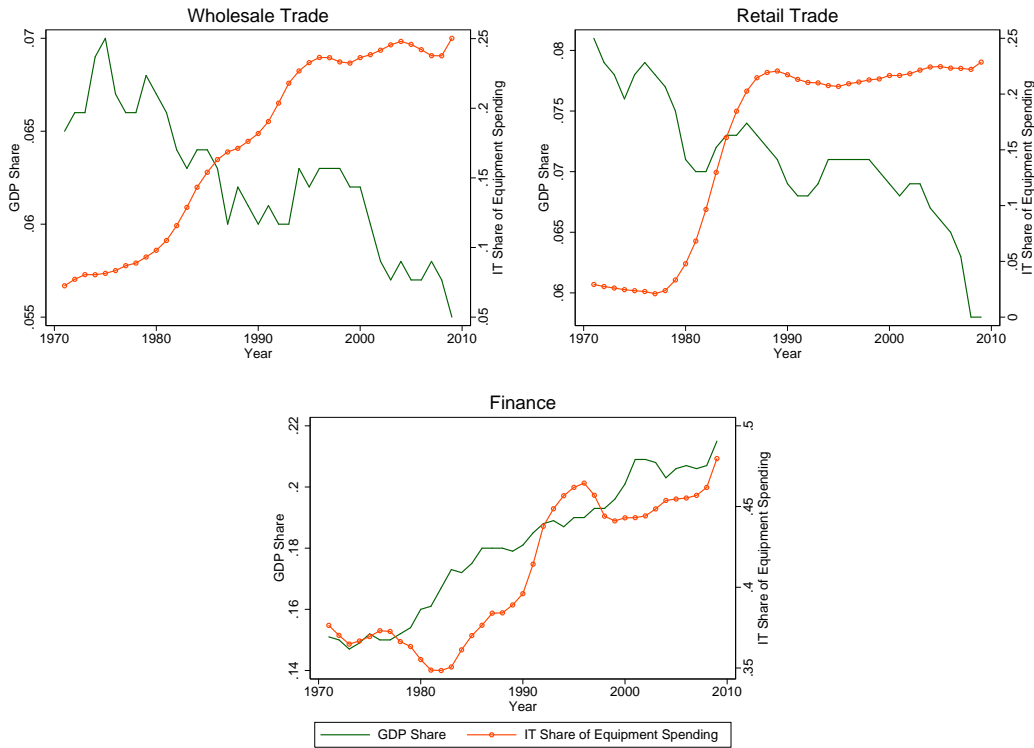 Wholesale Trade
GDP Share
.055 .06 .065 .07
IT Share of Equipment Spending
.05 .1 .15 .2 .25
1970 1980 1990 2000 2010
Year
Retail Trade
GDP Share
.06 .065 .07 .075 .08
IT Share of Equipment Spending
0 .05 .1 .15 .2 .25
1970 1980 1990 2000 2010
Year
Finance
GDP Share
.14 .16 .18 .2 .22
IT Share of Equipment Spending
.35 .4 .45 .5
1970 1980 1990 2000 2010
Year
GDP Share IT Share of Equipment Spending